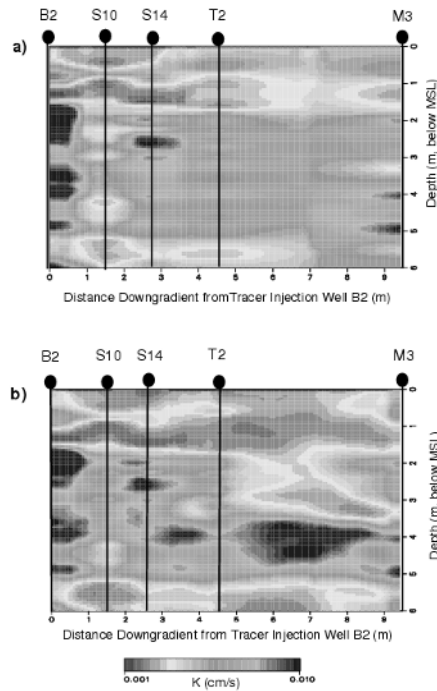 B2 S10 S14 T2 M3
a)
0
1
2
3
4
5
6
Depth (m, below MSL)
0 1 2 3 4 5 6 7 8 9
Distance Downgradient fromTracer Injection Well B2 (m)
B2 S10 S14 T2 M3
b)
0
1
2
3
4
5
6
Depth (m, below MSL)
0 1 2 3 4 5 6 7 8 9
Distance Downgradient from Tracer Injection Well B2 (m)
0.001 0.010
K (cm/s)